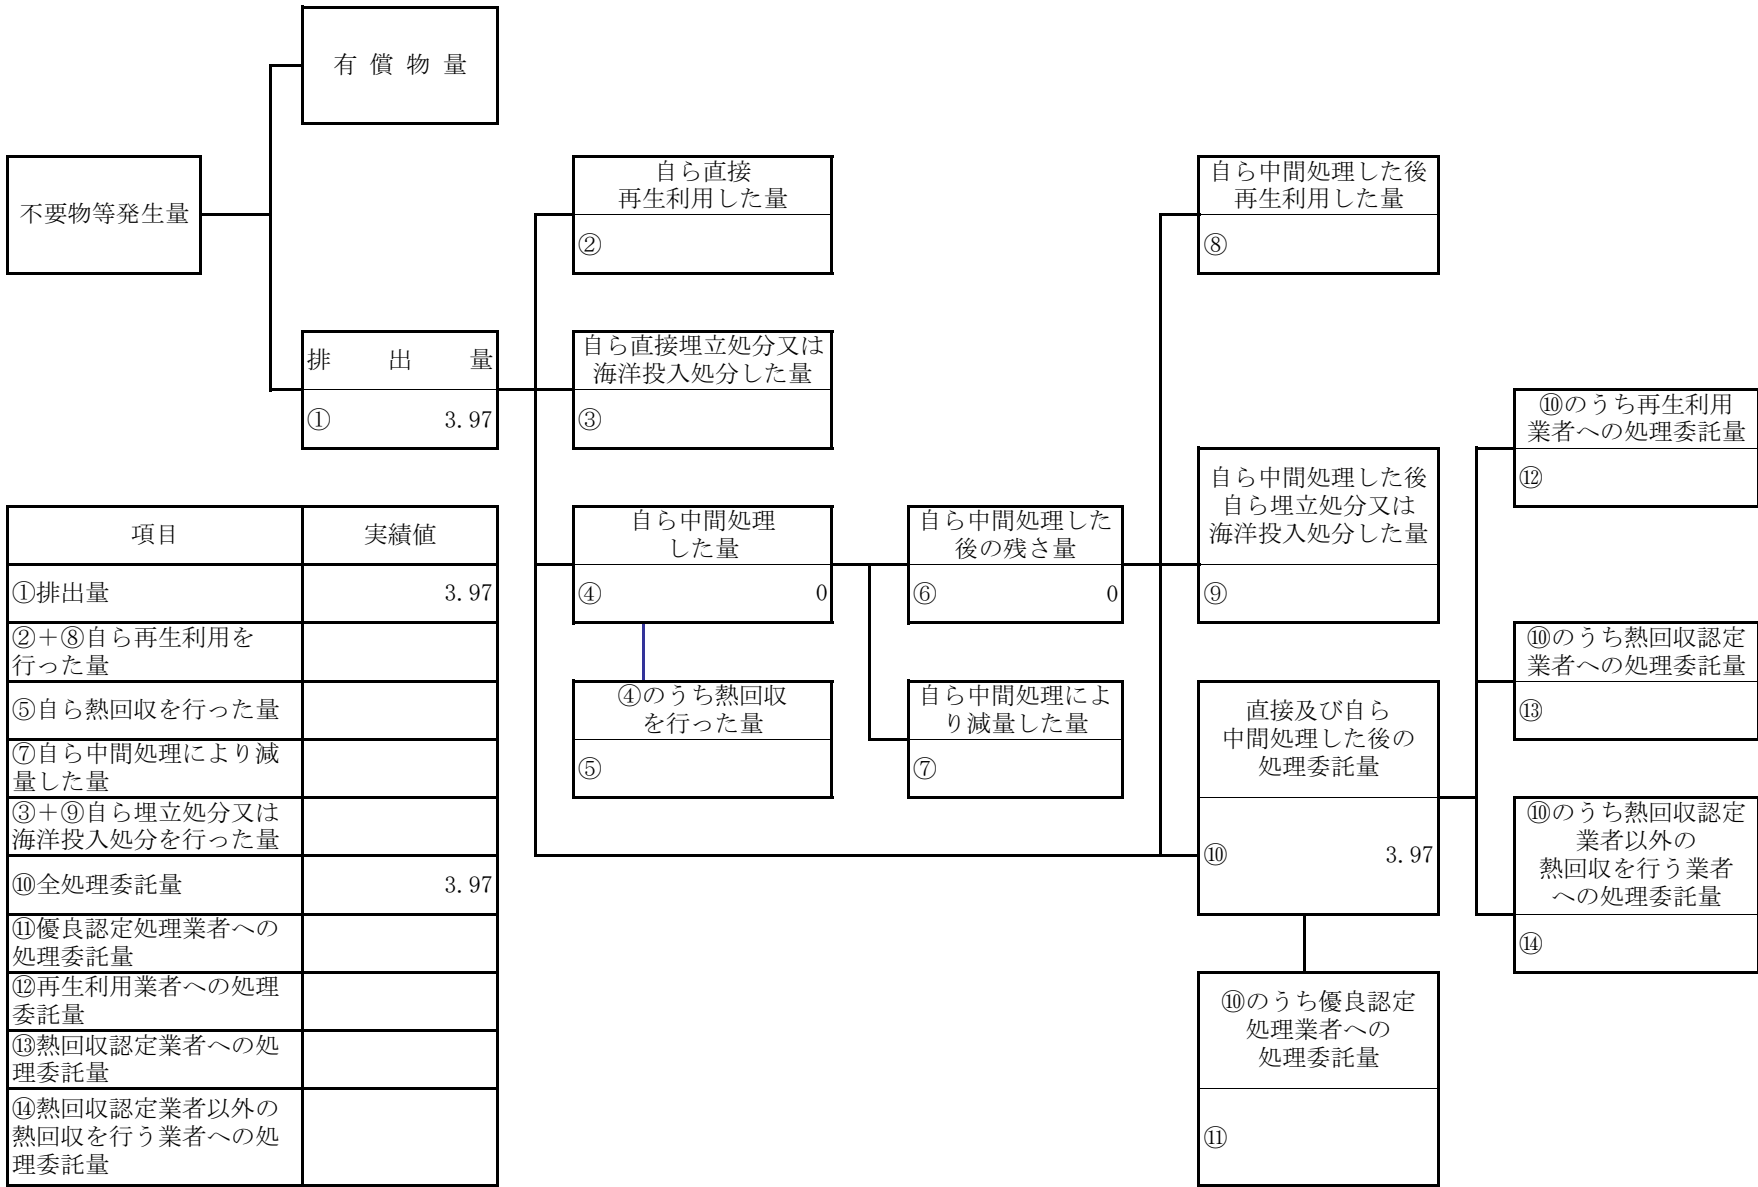 有償物量
不要物等発生量
自ら直接
再生利用した量
②
自ら中間処理した後
再生利用した量
⑧
排出量
① 3.97
自ら直接埋立処分又は
海洋投入処分した量
③
⑩のうち再生利用
業者への処理委託量
⑫
自ら中間処理
した量
④ 0
自ら中間処理した
後の残さ量
⑥ 0
自ら中間処理した後
自ら埋立処分又は
海洋投入処分した量
⑨
⑩のうち熱回収認定
業者への処理委託量
⑬
④のうち熱回収
を行った量
⑤
自ら中間処理によ
り減量した量
⑦
直接及び自ら
中間処理した後の
処理委託量
⑩ 3.97
⑩のうち熱回収認定
業者以外の
熱回収を行う業者
への処理委託量
⑭
⑩のうち優良認定
処理業者への
処理委託量
⑪
項目 実績値
①排出量 3.97
②+⑧自ら再生利用を
行った量
⑤自ら熱回収を行った量
⑦自ら中間処理により減
量した量
③+⑨自ら埋立処分又は
海洋投入処分を行った量
⑩全処理委託量 3.97
⑪優良認定処理業者への
処理委託量
⑫再生利用業者への処理
委託量
⑬熱回収認定業者への処
理委託量
⑭熱回収認定業者以外の
熱回収を行う業者への処
理委託量